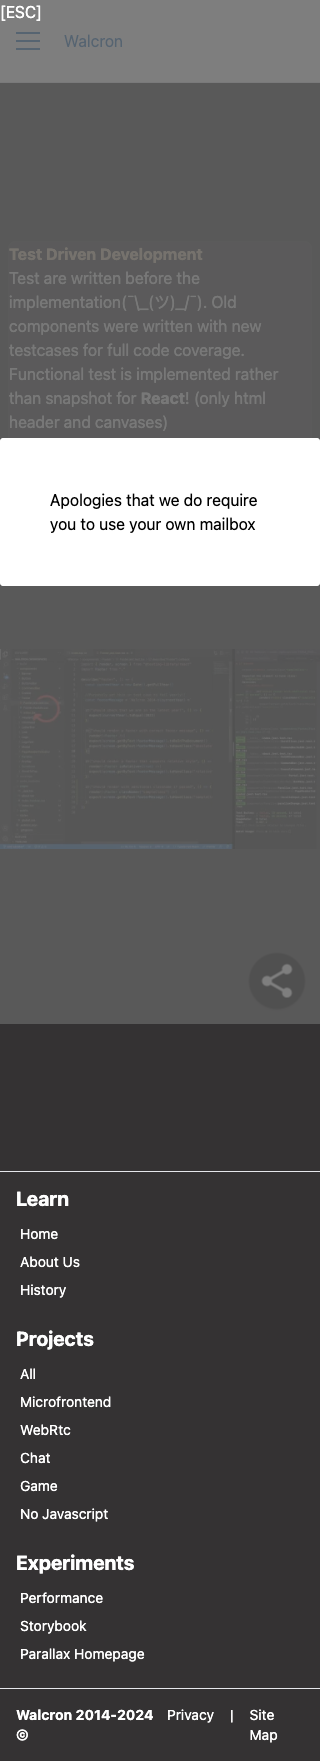 [ESC]
Walcron
Test Driven Development
Test are written before the
implementation(¯\_(ツ)_/¯). Old
components were written with new
testcases for full code coverage.
Functional test is implemented rather
than snapshot for React! (only html
header and canvases)
Apologies that we do require
you to use your own mailbox
Learn
Home
About Us
History
Projects
All
Microfrontend
WebRtc
Chat
Game
No Javascript
Experiments
Performance
Storybook
Parallax Homepage
Walcron 2014-2024 Privacy | Site
© Map